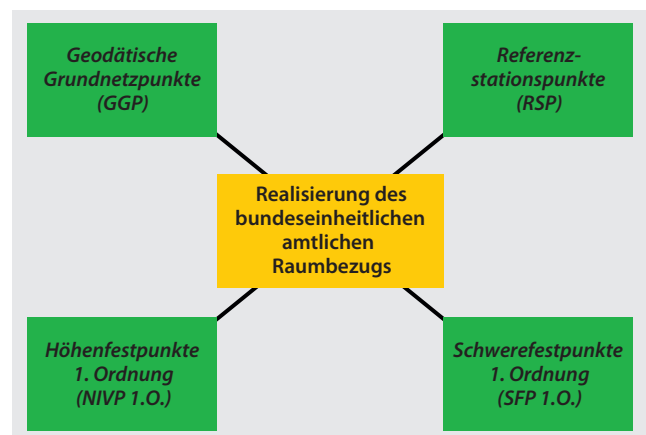 Geodätische
Grundnetzpunkte
(GGP)
Referenz-
stationspunkte
(RSP)
Realisierung des
bundeseinheitlichen
amtlichen
Raumbezugs
Höhenfestpunkte
1. Ordnung
(NIVP 1.O.)
Schwerefestpunkte
1. Ordnung
(SFP 1.O.)